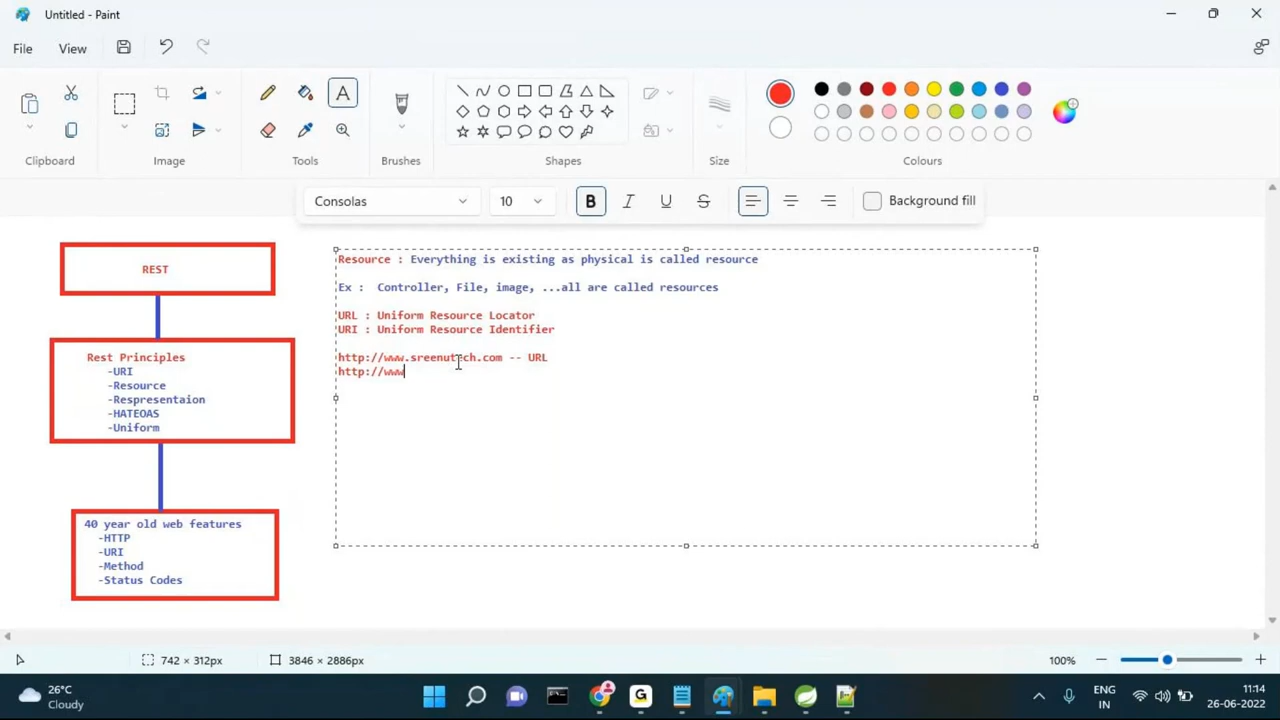 Untitled - Paint
File View
Consolas 10 Background fill
Clipboard Image Tools Brushes Shapes Size Colours
REST
Rest Principles
-URI
-Resource
-Respresentaion
-HATEOAS
-Uniform
40 year old web features
-HTTP
-URI
-Method
-Status Codes
Resource : Everything is existing as physical is called resource
Ex : Controller, File, image, ...all are called resources
URL : Uniform Resource Locator
URI : Uniform Resource Identifier
http://www.sreenutech.com -- URL
http://www
742 × 312px 3846 × 2886px 100%
26°C
Cloudy
ENG
IN
11:14
26-06-2022